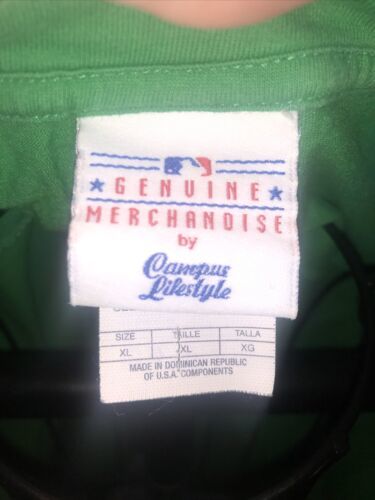 GENUINE
MERCHANDISE
by
Campus
Lifestyle
SIZE TAILLE TALLA
XL XL XG
MADE IN DOMINICAN REPUBLIC
OF U.S.A. COMPONENTS